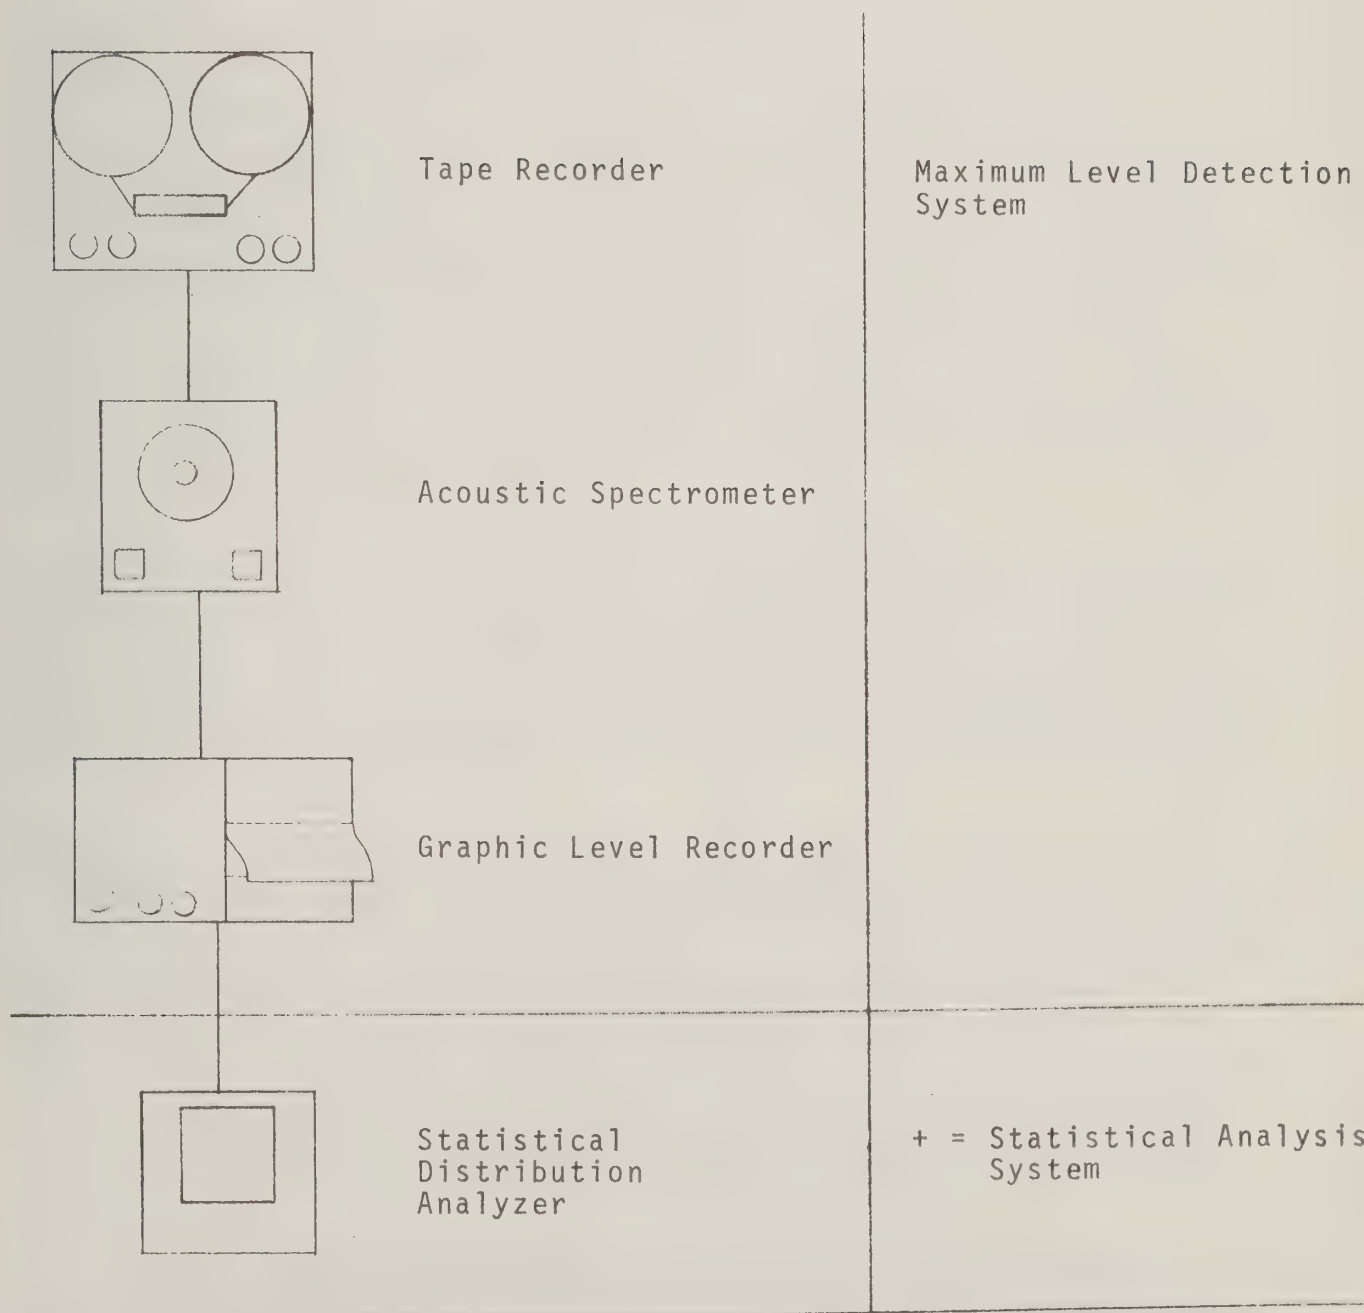 Tape Recorder
Maximum Level Detection
System
Acoustic Spectrometer
Graphic Level Recorder
Statistical
Distribution
Analyzer
+ = Statistical Analysis
System